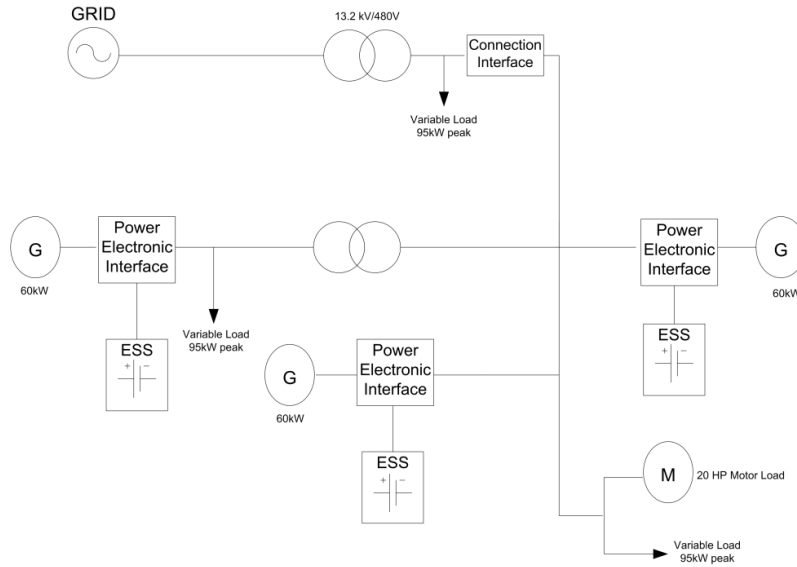 GRID
13.2 kV/480V
Connection
Interface
Variable Load
95kW peak
G
60kW
Power
Electronic
Interface
Variable Load
95kW peak
ESS
+ −
Power
Electronic
Interface
G
60kW
ESS
+ −
G
60kW
Power
Electronic
Interface
ESS
+ −
M
20 HP Motor Load
Variable Load
95kW peak